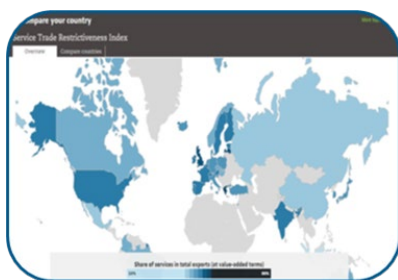 ompare your country
Service Trade Restrictiveness Index
Overview Compare countries
Share of services in total exports (at value-added terms)